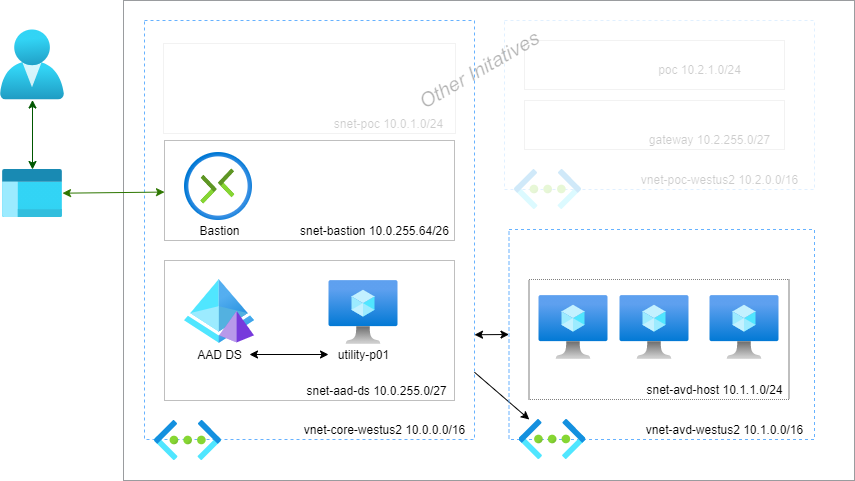 Other Initatives
snet-poc 10.0.1.0/24
poc 10.2.1.0/24
gateway 10.2.255.0/27
vnet-poc-westus2 10.2.0.0/16
Bastion
snet-bastion 10.0.255.64/26
AAD DS
utility-p01
snet-aad-ds 10.0.255.0/27
vnet-core-westus2 10.0.0.0/16
snet-avd-host 10.1.1.0/24
vnet-avd-westus2 10.1.0.0/16